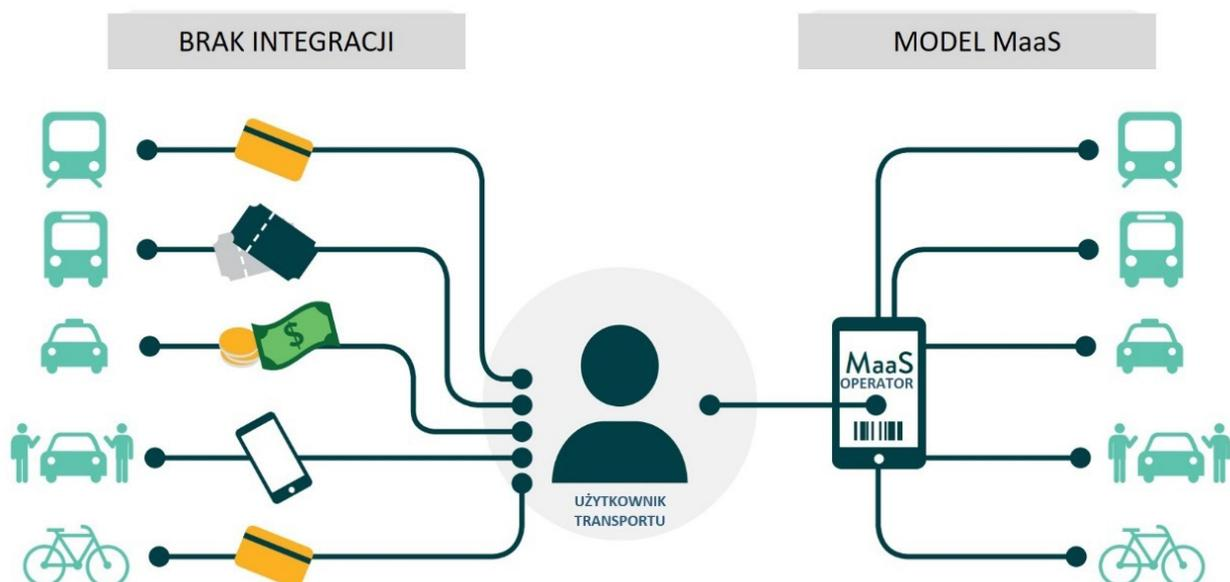 BRAK INTEGRACJI
MODEL MaaS
$
MaaS
OPERATOR
UŻYTKOWNIK
TRANSPORTU